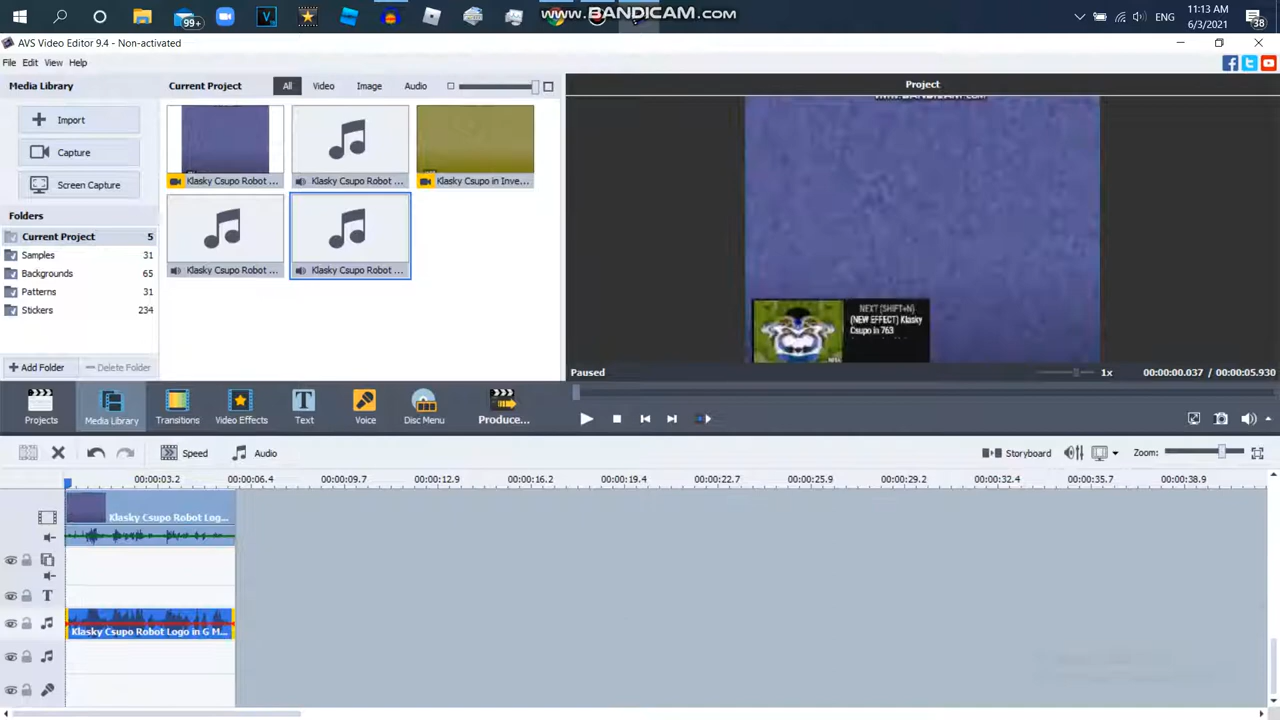 99+
www.BANDICAM.com
ENG
11:13 AM
6/3/2021
38
AVS Video Editor 9.4 - Non-activated
File Edit View Help
Media Library
Import
Capture
Screen Capture
Folders
Current Project 5
Samples 31
Backgrounds 65
Patterns 31
Stickers 234
Add Folder
Delete Folder
Current Project
All Video Image Audio
Klasky Csupo Robot ...
Klasky Csupo Robot ...
Klasky Csupo in Inve...
Klasky Csupo Robot ...
Klasky Csupo Robot ...
Project
WWW.BANDICAM.COM
NEXT (SHIFT+N)
(NEW EFFECT) Klasky
Csupo in 763
Paused
1x
00:00:00.037 / 00:00:05.930
Projects
Media Library
Transitions
Video Effects
Text
Voice
Disc Menu
Produce...
Speed
Audio
Storyboard
Zoom:
00:00:03.2 00:00:06.4 00:00:09.7 00:00:12.9 00:00:16.2 00:00:19.4 00:00:22.7 00:00:25.9 00:00:29.2 00:00:32.4 00:00:35.7 00:00:38.9
Klasky Csupo Robot Log...
T
Klasky Csupo Robot Logo in G M...